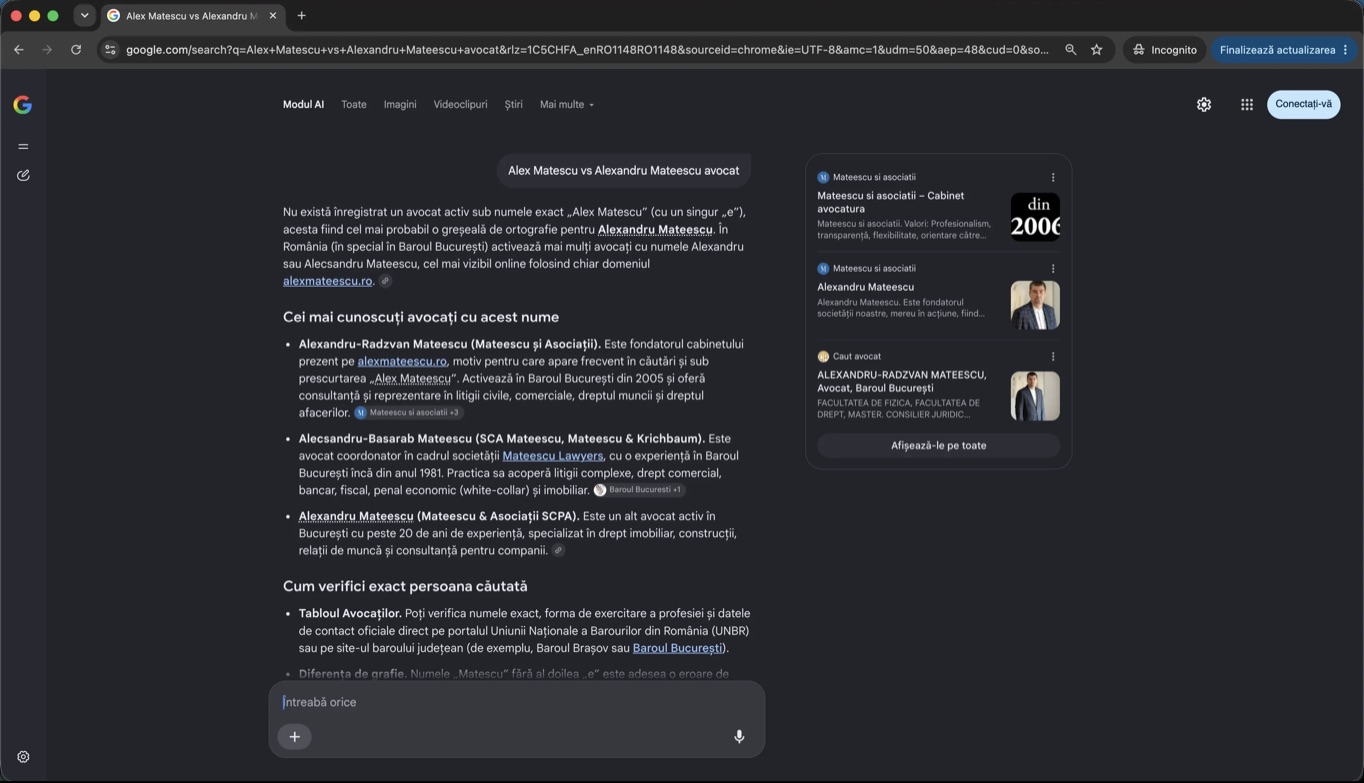 Alex Matescu vs Alexandru M
google.com/search?q=Alex+Matescu+vs+Alexandru+Mateescu+avocat&rlz=1C5CHFA_enRO1148RO1148&sourceid=chrome&ie=UTF-8&amc=1&udm=50&aep=48&cud=0&so...
Incognito
Finalizează actualizarea
Modul AI
Toate
Imagini
Videoclipuri
Știri
Mai multe
Conectați-vă
Alex Matescu vs Alexandru Mateescu avocat
Nu există înregistrat un avocat activ sub numele exact „Alex Matescu” (cu un singur „e”),
acesta fiind cel mai probabil o greșeală de ortografie pentru Alexandru Mateescu. În
România (în special în Baroul București) activează mai mulți avocați cu numele Alexandru
sau Alecsandru Mateescu, cel mai vizibil online folosind chiar domeniul
alexmateescu.ro.
Cei mai cunoscuți avocați cu acest nume
• Alexandru-Radzvan Mateescu (Mateescu și Asociații). Este fondatorul cabinetului
prezent pe alexmateescu.ro, motiv pentru care apare frecvent în căutări și sub
prescurtarea „Alex Mateescu”. Activează în Baroul București din 2005 și oferă
consultanță și reprezentare în litigii civile, comerciale, dreptul muncii și dreptul
afacerilor. M Mateescu si asociatii +3
• Alecsandru-Basarab Mateescu (SCA Mateescu, Mateescu & Krichbaum). Este
avocat coordonator în cadrul societății Mateescu Lawyers, cu o experiență în Baroul
București încă din anul 1981. Practica sa acoperă litigii complexe, drept comercial,
bancar, fiscal, penal economic (white-collar) și imobiliar. Baroul Bucuresti +1
• Alexandru Mateescu (Mateescu & Asociații SCPA). Este un alt avocat activ în
București cu peste 20 de ani de experiență, specializat în drept imobiliar, construcții,
relații de muncă și consultanță pentru companii.
Cum verifici exact persoana căutată
• Tabloul Avocaților. Poți verifica numele exact, forma de exercitare a profesiei și datele
de contact oficiale direct pe portalul Uniunii Naționale a Barourilor din România (UNBR)
sau pe site-ul baroului județean (de exemplu, Baroul Brașov sau Baroul București).
• Diferența de grafie. Numele „Matescu” fără al doilea „e” este adesea o eroare de
Întreabă orice
M Mateescu si asociatii
Mateescu si asociatii – Cabinet
avocatura
Mateescu si asociatii. Valori: Profesionalism,
transparență, flexibilitate, orientare către...
din
2006
M Mateescu si asociatii
Alexandru Mateescu
Alexandru Mateescu. Este fondatorul
societății noastre, mereu în acțiune, fiind...
Caut avocat
ALEXANDRU-RADZVAN MATEESCU,
Avocat, Baroul București
FACULTATEA DE FIZICA, FACULTATEA DE
DREPT, MASTER. CONSILIER JURIDIC...
Afișează-le pe toate